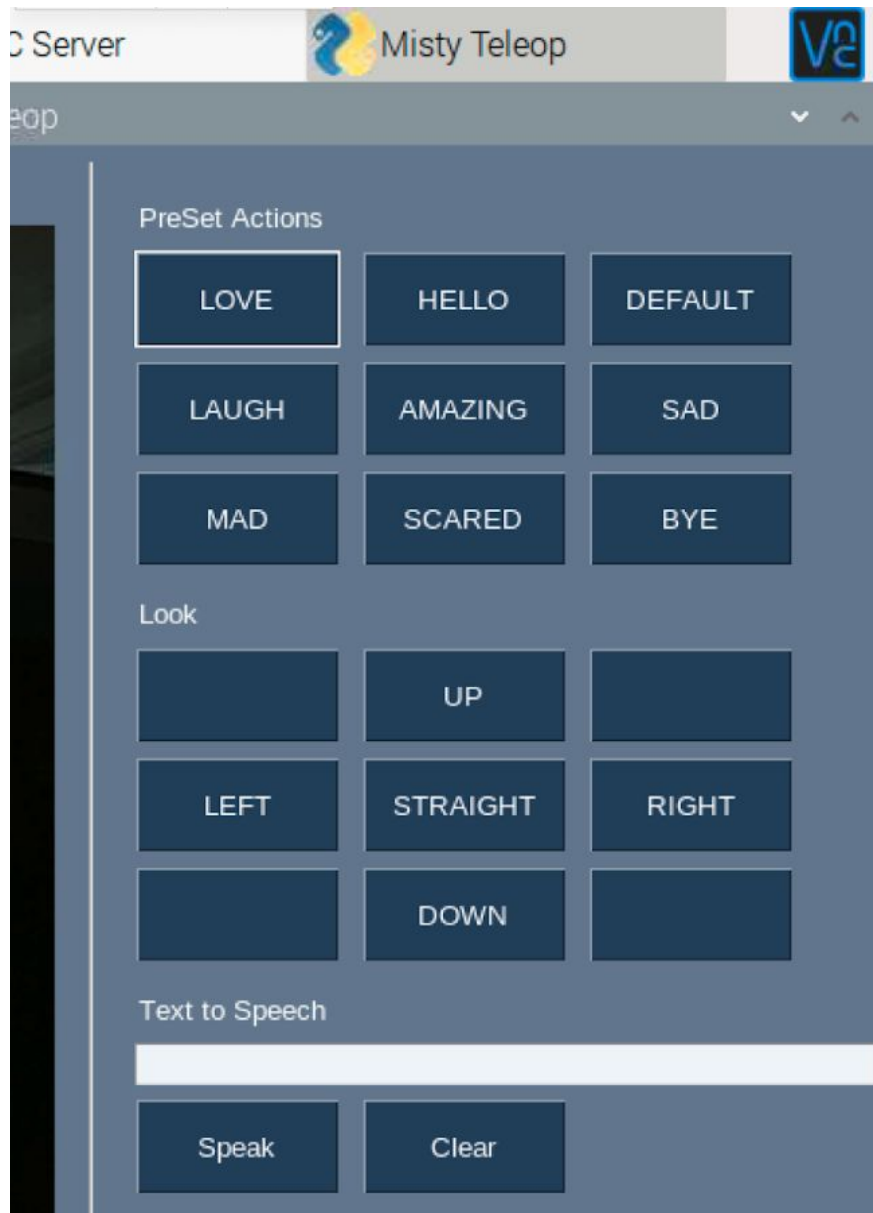 C Server
Misty Teleop
VNC
eop
PreSet Actions
LOVE HELLO DEFAULT
LAUGH AMAZING SAD
MAD SCARED BYE
Look
UP
LEFT STRAIGHT RIGHT
DOWN
Text to Speech
Speak Clear